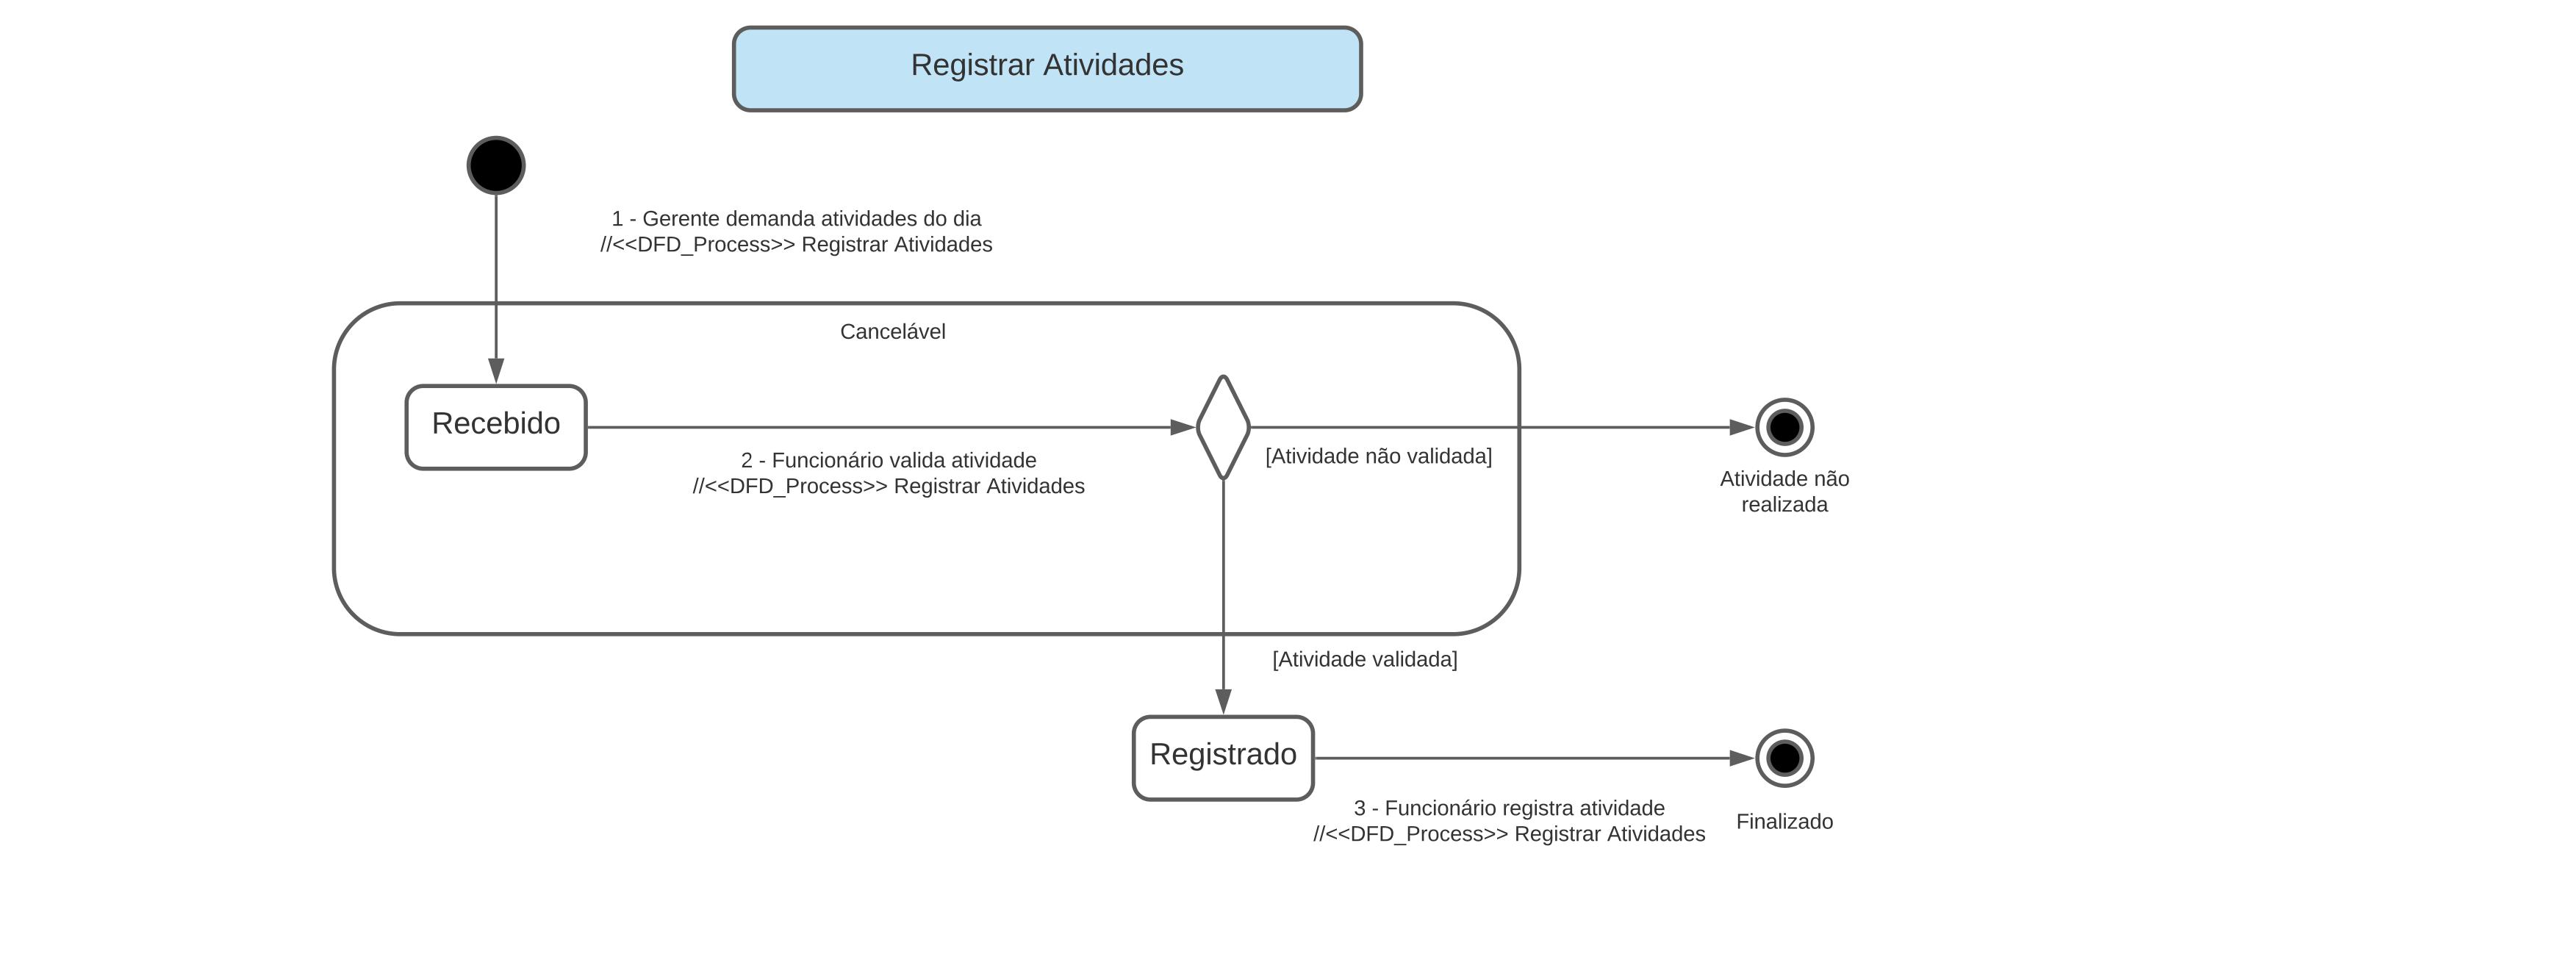 Registrar Atividades
1 - Gerente demanda atividades do dia
//<<DFD_Process>> Registrar Atividades
Cancelável
Recebido
2 - Funcionário valida atividade
//<<DFD_Process>> Registrar Atividades
[Atividade não validada]
Atividade não
realizada
[Atividade validada]
Registrado
3 - Funcionário registra atividade
//<<DFD_Process>> Registrar Atividades
Finalizado